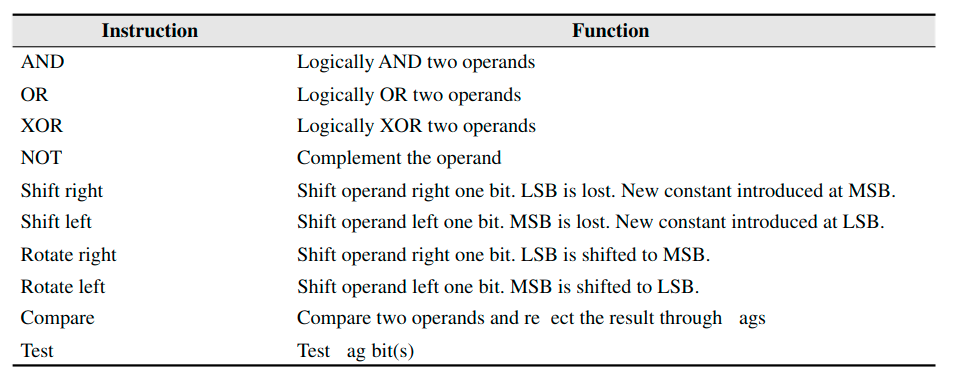 Instruction Function
AND Logically AND two operands
OR Logically OR two operands
XOR Logically XOR two operands
NOT Complement the operand
Shift right Shift operand right one bit. LSB is lost. New constant introduced at MSB.
Shift left Shift operand left one bit. MSB is lost. New constant introduced at LSB.
Rotate right Shift operand right one bit. LSB is shifted to MSB.
Rotate left Shift operand left one bit. MSB is shifted to LSB.
Compare Compare two operands and re ect the result through ags
Test Test ag bit(s)